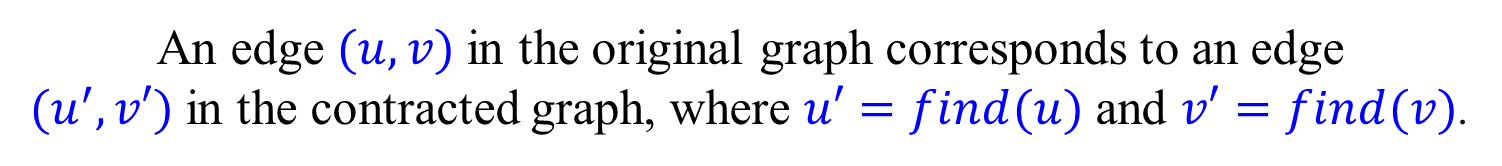 An edge (u, v) in the original graph corresponds to an edge
(u′, v′) in the contracted graph, where u′ = find(u) and v′ = find(v).